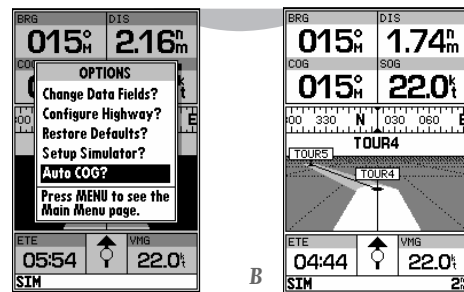 BRG DIS
015°M 2.16nm
COG
OPTIONS
Change Data Fields?
Configure Highway?
Restore Defaults?
Setup Simulator?
Auto COG?
Press MENU to see the
Main Menu page.
ETE VMG
05:54 22.0kt
SIM
B
BRG DIS
015°M 1.74nm
COG SOG
015°M 22.0kt
00 330 N 030 060 E
TOUR4
TOUR5
TOUR4
ETE VMG
04:44 22.0kt
SIM